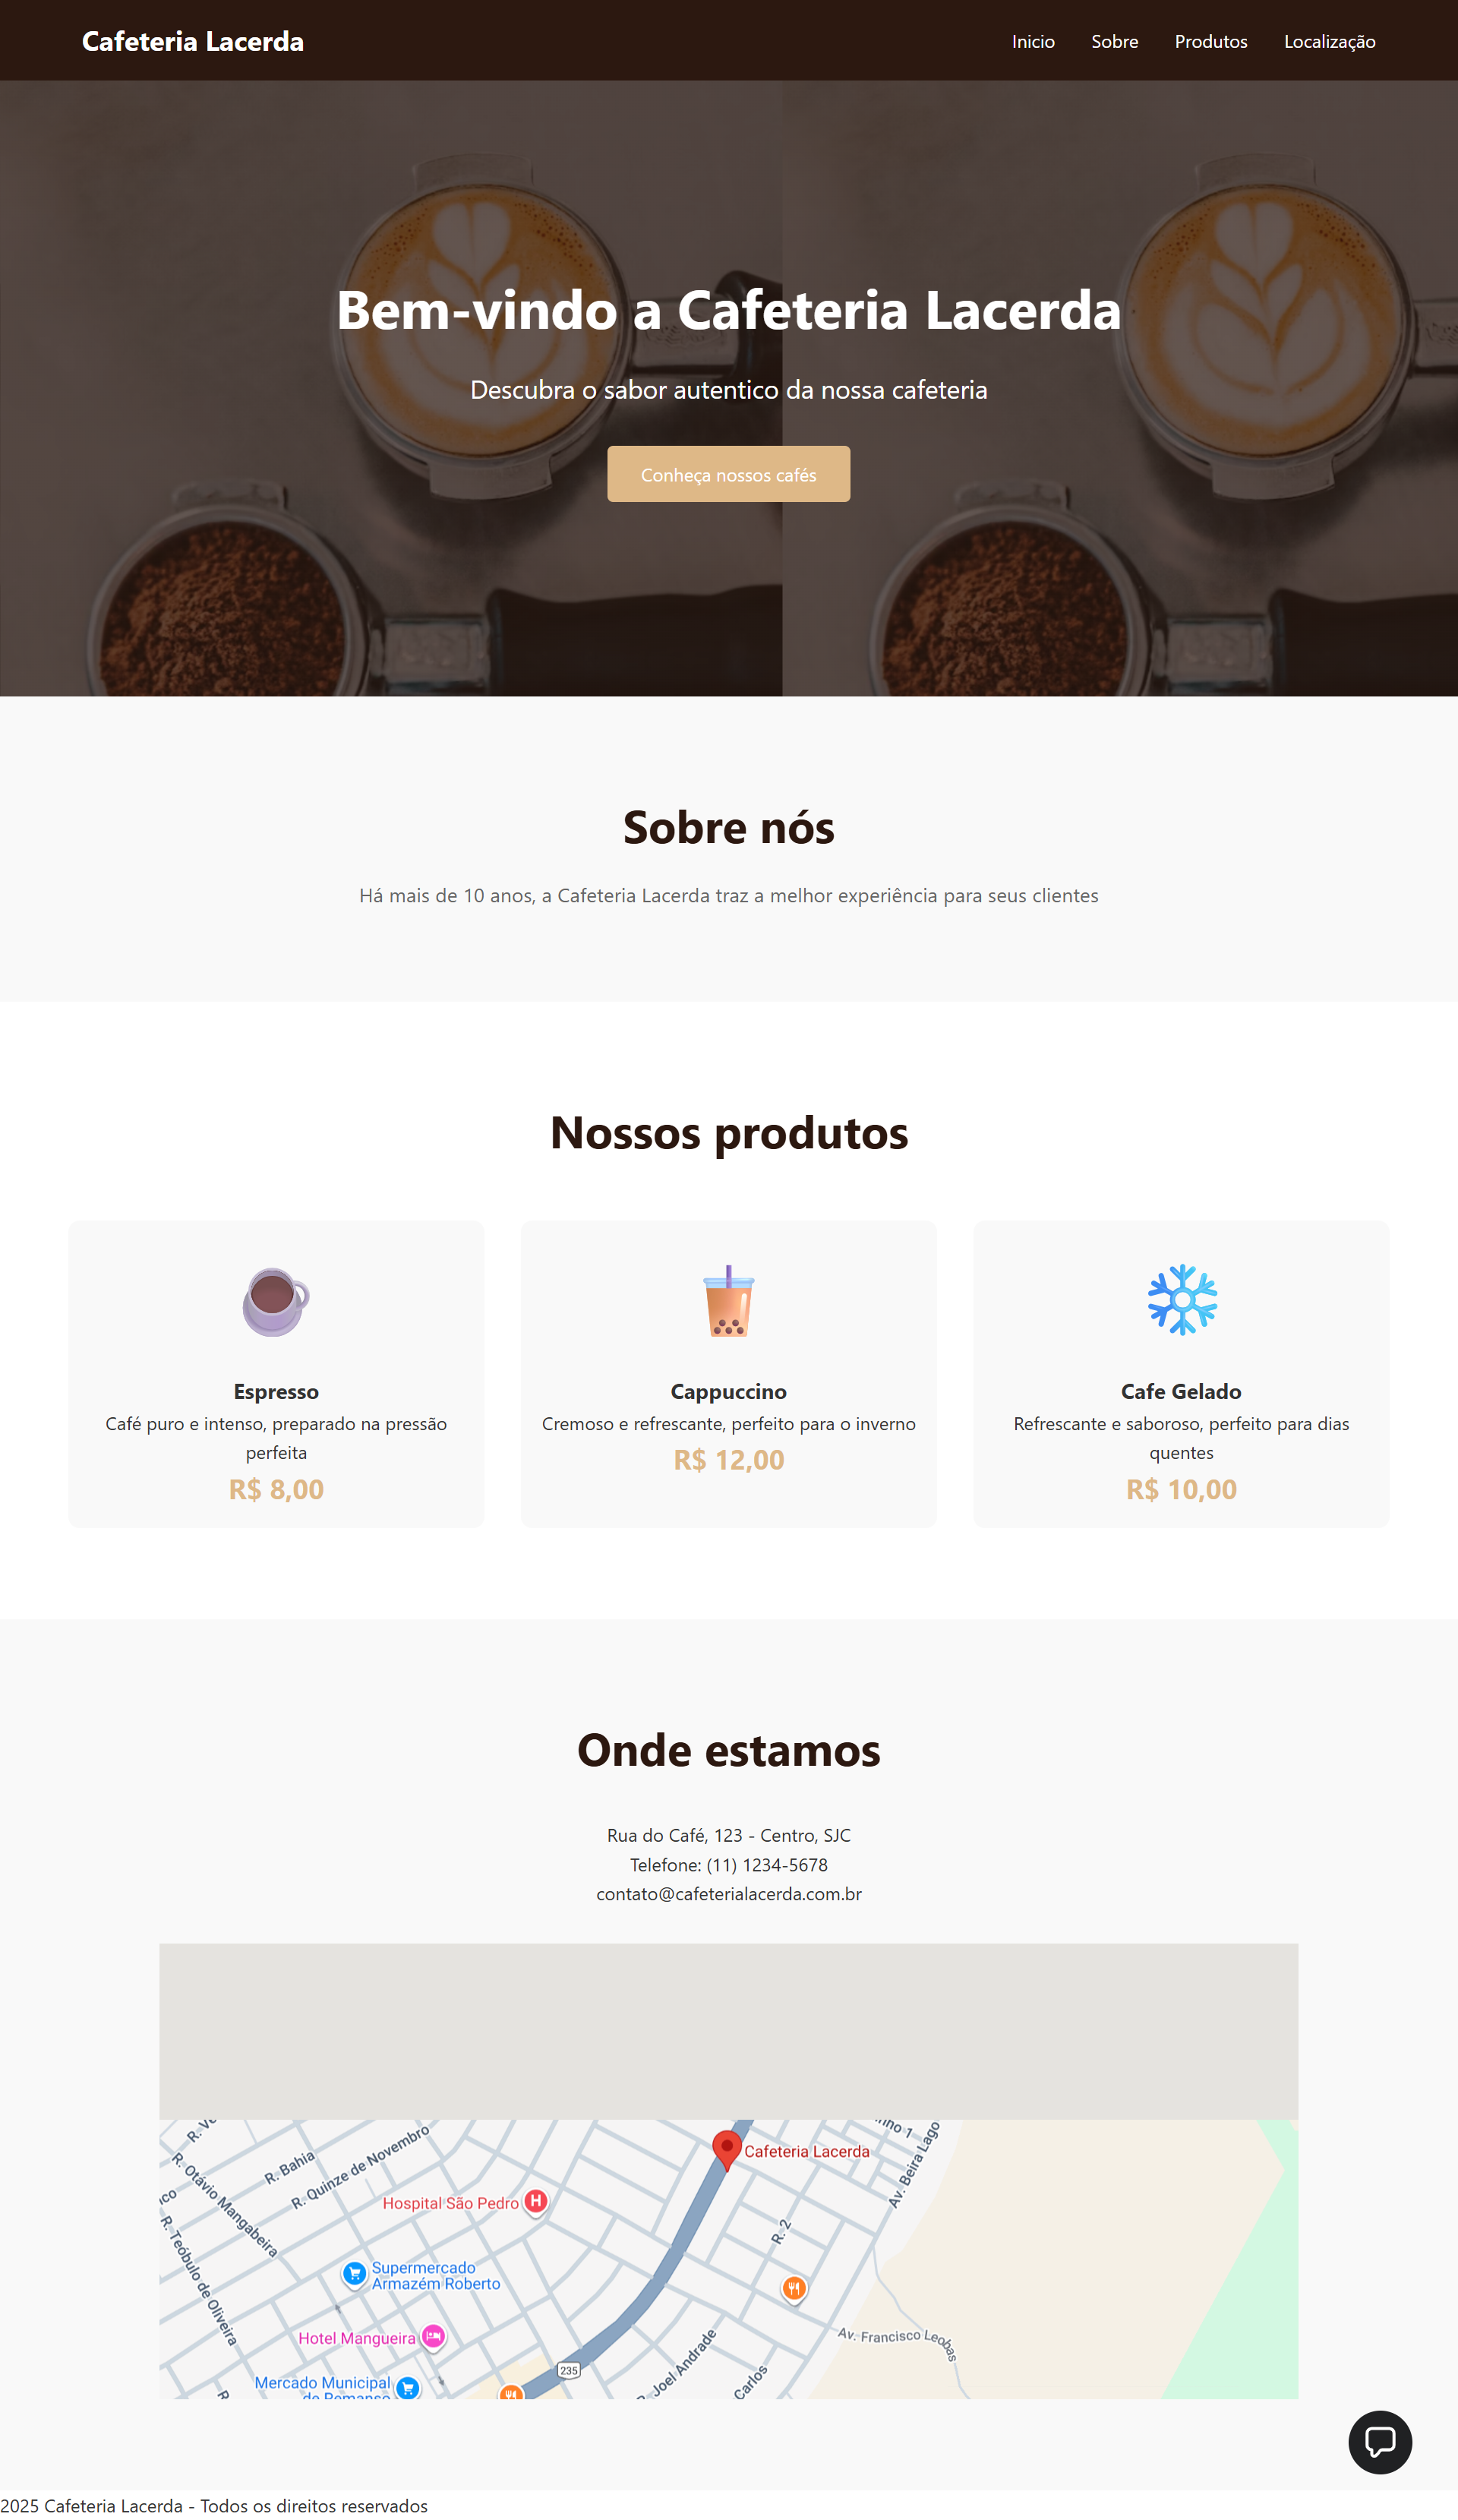 Cafeteria Lacerda
Inicio
Sobre
Produtos
Localização
Bem-vindo a Cafeteria Lacerda
Descubra o sabor autentico da nossa cafeteria
Conheça nossos cafés
Sobre nós
Há mais de 10 anos, a Cafeteria Lacerda traz a melhor experiência para seus clientes
Nossos produtos
Espresso
Café puro e intenso, preparado na pressão
perfeita
R$ 8,00
Cappuccino
Cremoso e refrescante, perfeito para o inverno
R$ 12,00
Cafe Gelado
Refrescante e saboroso, perfeito para dias
quentes
R$ 10,00
Onde estamos
Rua do Café, 123 - Centro, SJC
Telefone: (11) 1234-5678
contato@cafeterialacerda.com.br
R. Bahia
R. Quinze de Novembro
R. Otávio Mangabeira
R. Teóbulo de Oliveira
Cafeteria Lacerda
Av. Beira Lago
Hospital São Pedro
H
R. 2
Supermercado
Armazém Roberto
Hotel Mangueira
Av. Francisco Leobas
235
Joel Andrade
Carlos
Mercado Municipal
de Remanso
2025 Cafeteria Lacerda - Todos os direitos reservados